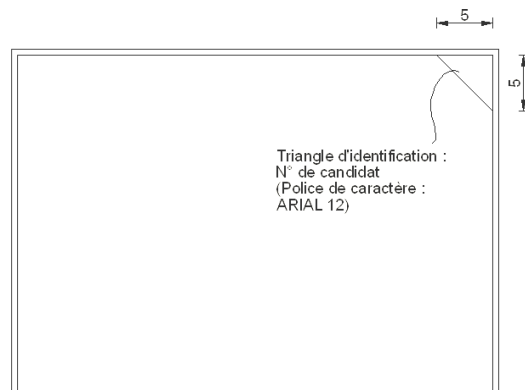 5
5
Triangle d'identification :
N° de candidat
(Police de caractère :
ARIAL 12)